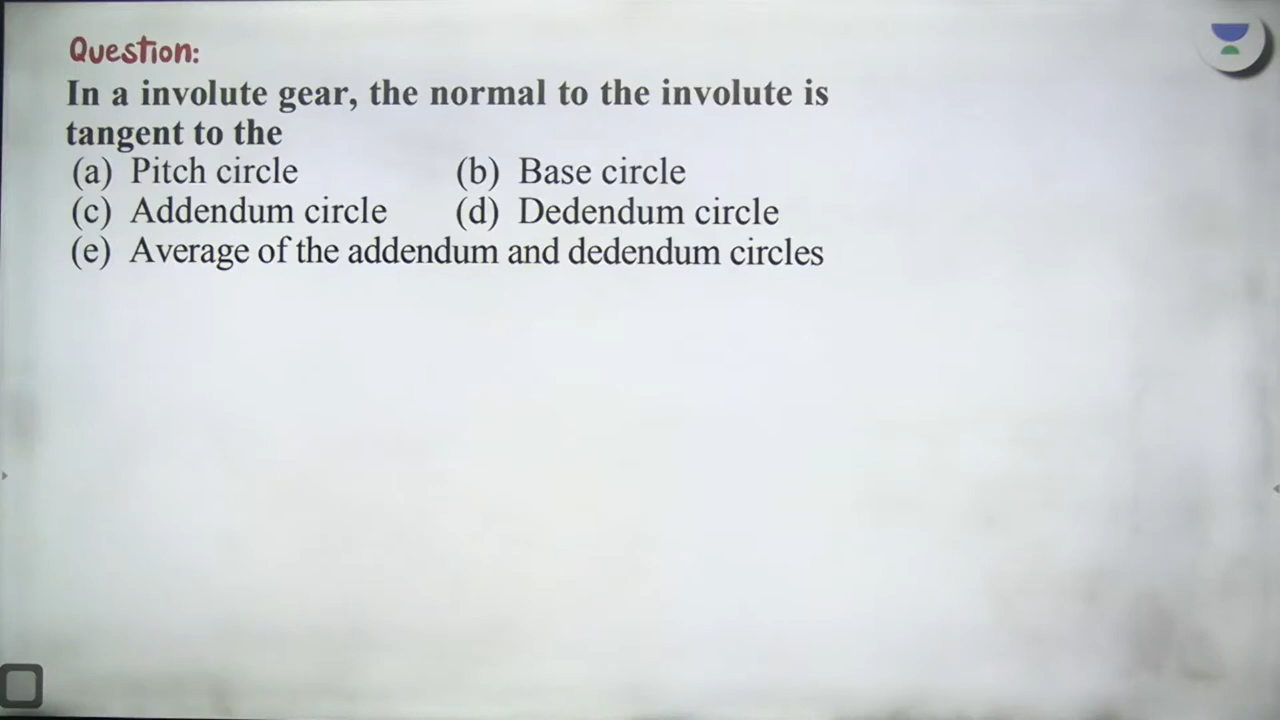 Question:
In a involute gear, the normal to the involute is
tangent to the
(a) Pitch circle (b) Base circle
(c) Addendum circle (d) Dedendum circle
(e) Average of the addendum and dedendum circles